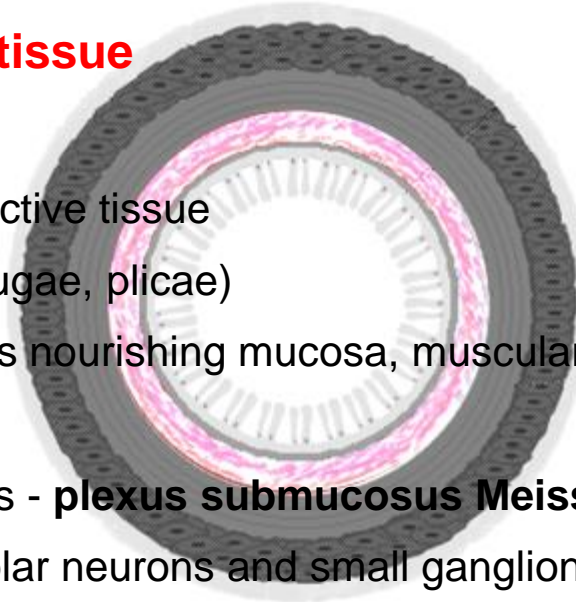 tissue
ctive tissue
ugae, plicae)
s nourishing mucosa, muscular
s - plexus submucosus Meiss
lar neurons and small ganglion